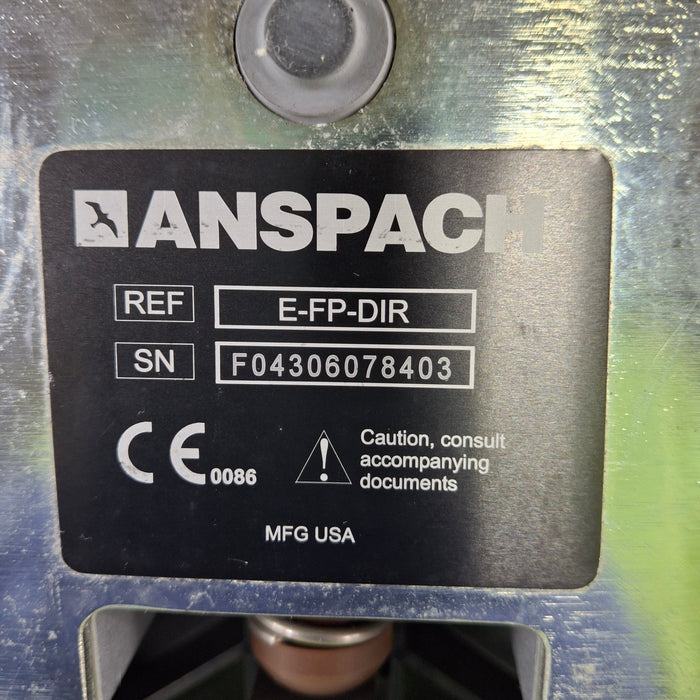 ANSPACH
REF E-FP-DIR
SN F04306078403
CE 0086
! Caution, consult
accompanying
documents
MFG USA